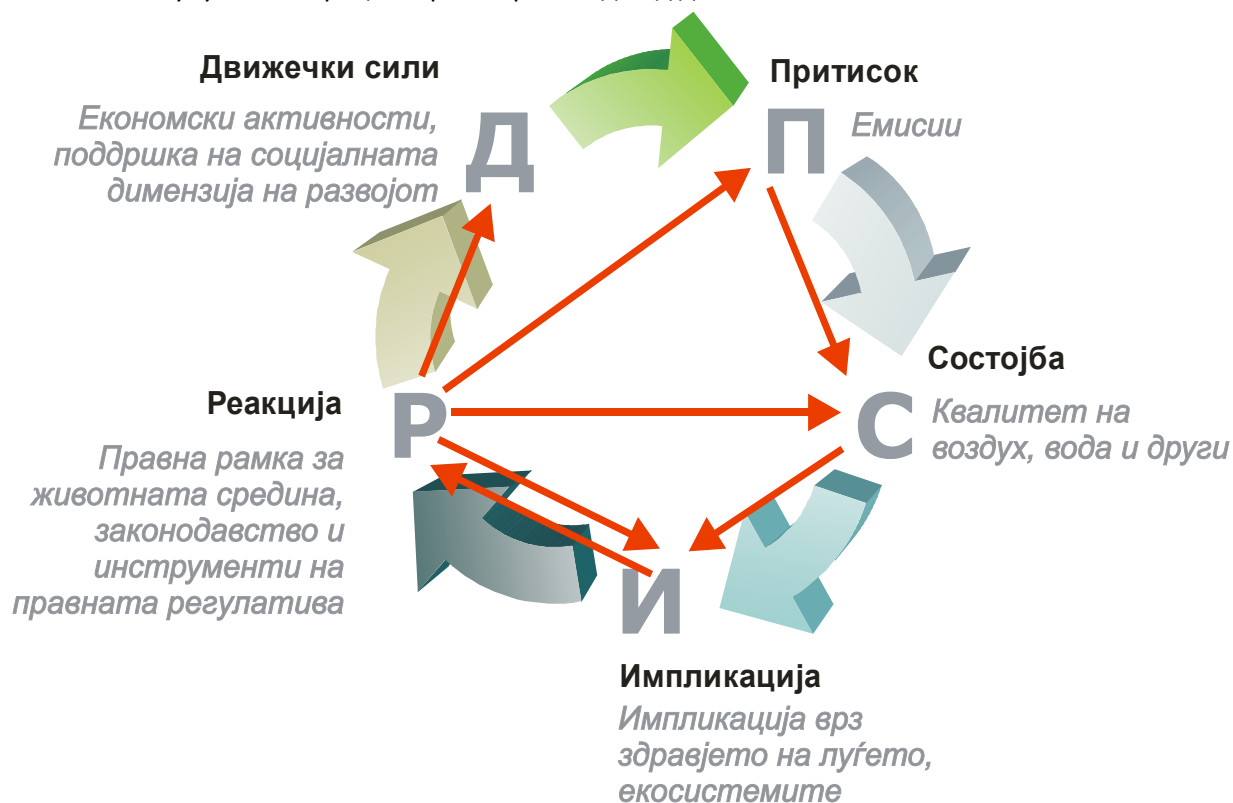 Движечки сили
Економски активности,
поддршка на социјалната
димензија на развојот
Д
Притисок
П
Емисии
Состојба
С
Квалитет на
воздух, вода и други
Реакција
Р
Правна рамка за
животната средина,
законодавство и
инструменти на
правната регулатива
И
Импликација
Импликација врз
здравјето на луѓето,
екосистемите